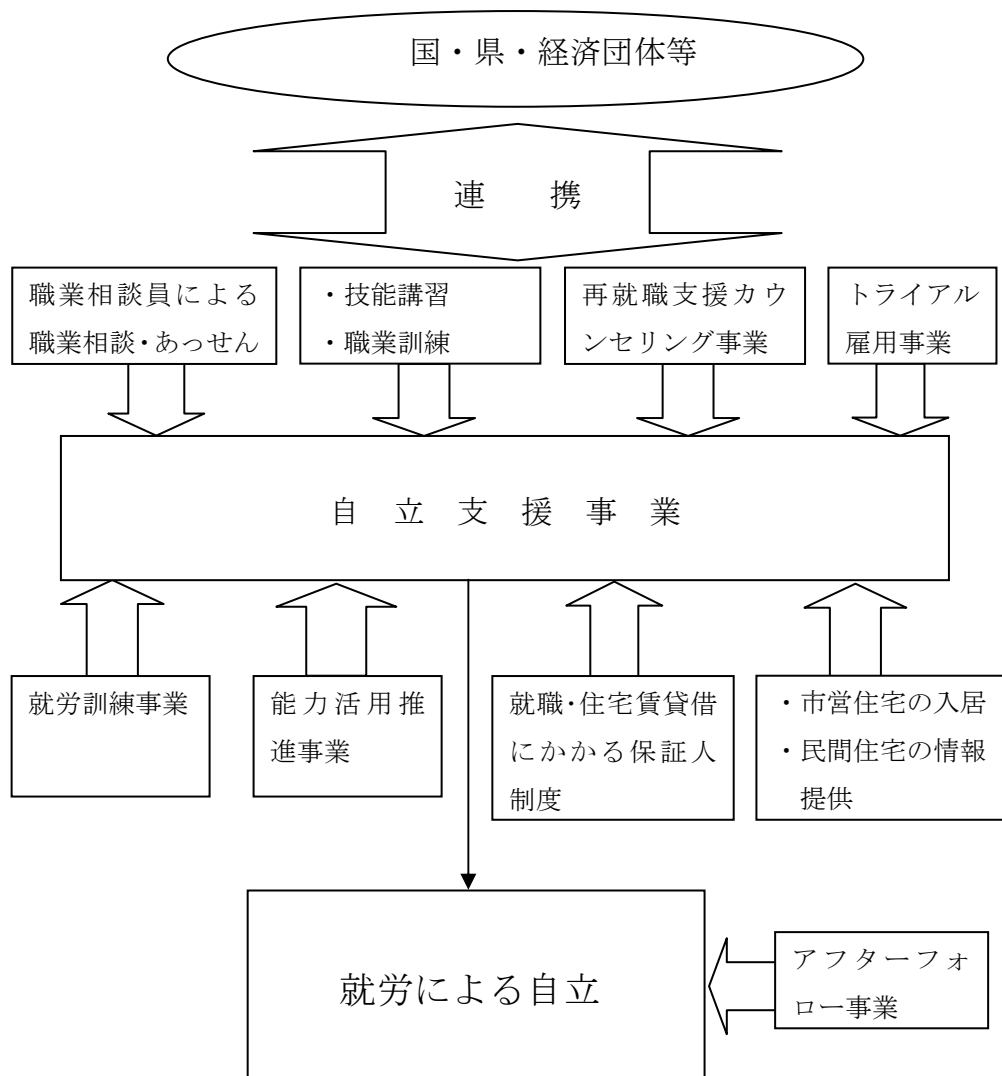 国・県・経済団体等
連　携
職業相談員による
職業相談・あっせん
・技能講習
・職業訓練
再就職支援カウ
ンセリング事業
トライアル
雇用事業
自　立　支　援　事　業
就労訓練事業
能力活用推
進事業
就職・住宅賃貸借
にかかる保証人
制度
・市営住宅の入居
・民間住宅の情報
提供
就労による自立
アフターフォ
ロー事業